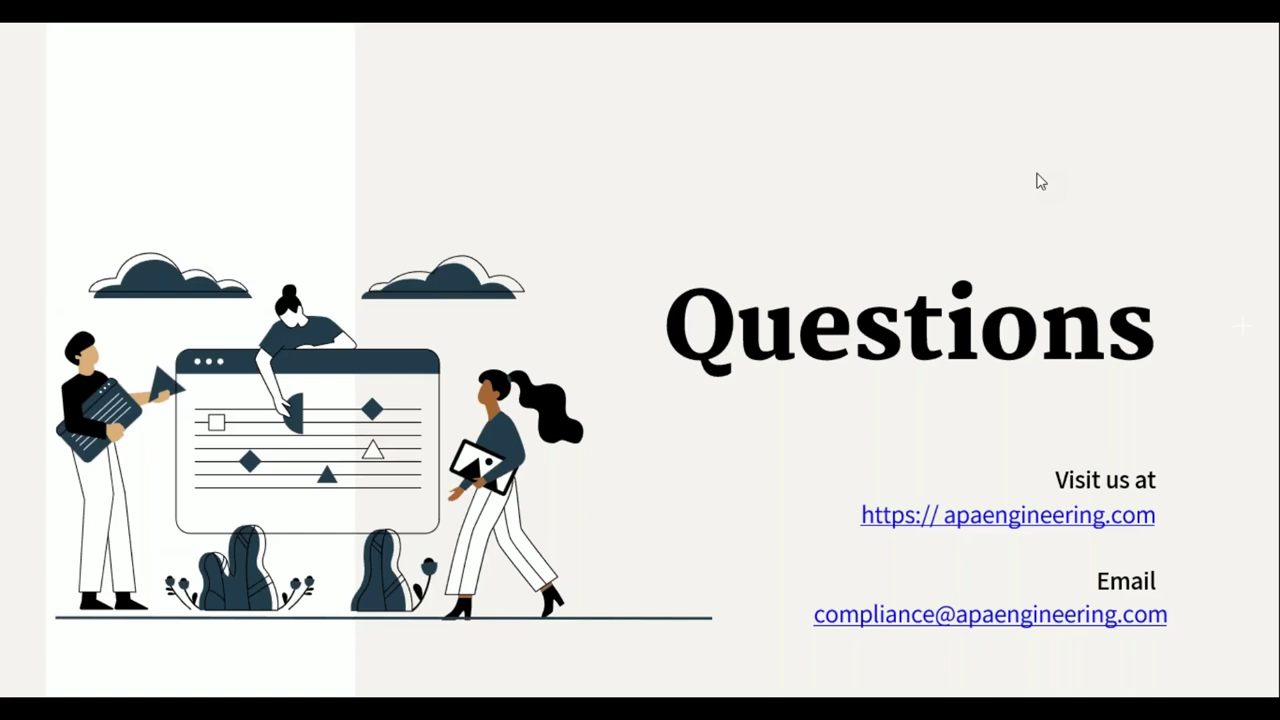 Questions
Visit us at
https:// apaengineering.com
Email
compliance@apaengineering.com